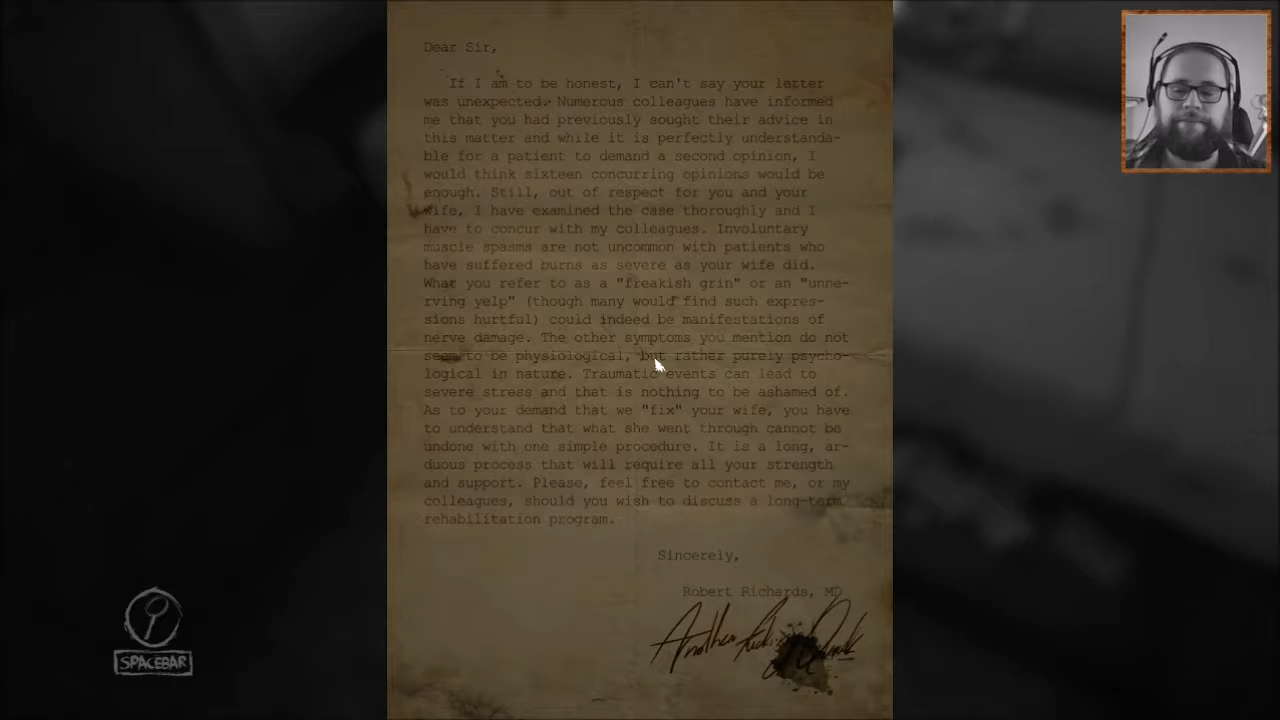 Dear Sir,
If I am to be honest, I can't say your letter
was unexpected. Numerous colleagues have informed
me that you had previously sought their advice in
this matter and while it is perfectly understanda-
ble for a patient to demand a second opinion, I
would think sixteen concurring opinions would be
enough. Still, out of respect for you and your
wife, I have examined the case thoroughly and I
have to concur with my colleagues. Involuntary
muscle spasms are not uncommon with patients who
have suffered burns as severe as your wife did.
What you refer to as a "freakish grin" or an "unne-
rving yelp" (though many would find such expres-
sions hurtful) could indeed be manifestations of
nerve damage. The other symptoms you mention do not
seem to be physiological, but rather purely psycho-
logical in nature. Traumatic events can lead to
severe stress and that is nothing to be ashamed of.
As to your demand that we "fix" your wife, you have
to understand that what she went through cannot be
undone with one simple procedure. It is a long, ar-
duous process that will require all your strength
and support. Please, feel free to contact me, or my
colleagues, should you wish to discuss a long-term
rehabilitation program.
Sincerely,
Robert Richards, MD
Another
SPACEBAR